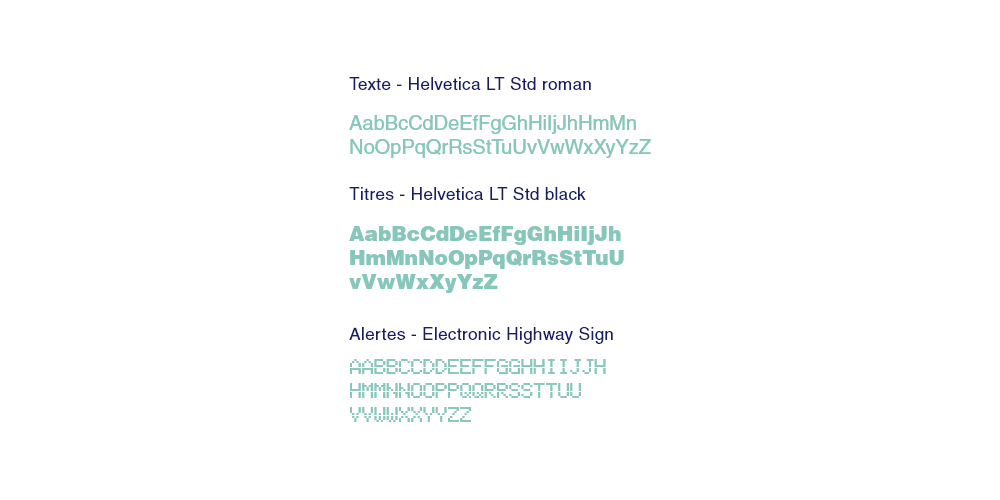 Texte - Helvetica LT Std roman
AabBcCdDeEfFgGhHiIjJhHmMn
NoOpPqQrRsStTuUvVwWxXyYzZ
Titres - Helvetica LT Std black
AabBcCdDeEfFgGhHiIjJh
HmMnNoOpPqQrRsStTuU
vVwWxXyYzZ
Alertes - Electronic Highway Sign
AABBCCDDEEFFGGHHIIJJH
HMMNNOOPPQQRRSSTTUU
VVWWXXYYZZ